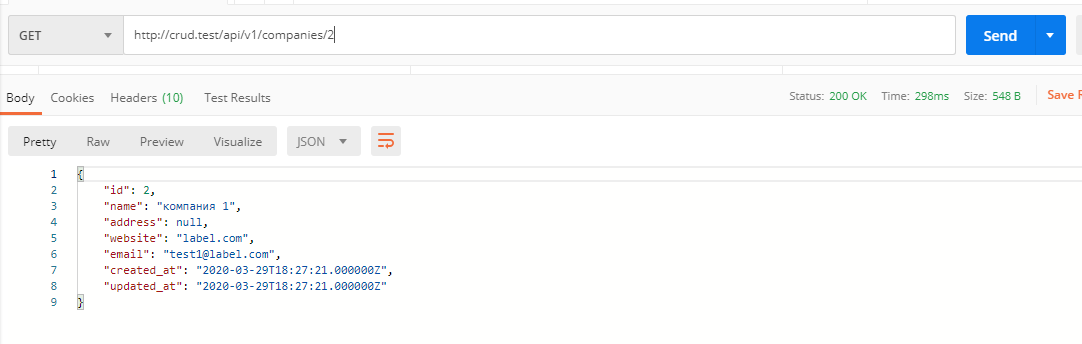 GET http://crud.test/api/v1/companies/2 Send
Body Cookies Headers (10) Test Results Status: 200 OK Time: 298ms Size: 548 B Save
Pretty Raw Preview Visualize JSON
1 {
2 "id": 2,
3 "name": "компания 1",
4 "address": null,
5 "website": "label.com",
6 "email": "test1@label.com",
7 "created_at": "2020-03-29T18:27:21.000000Z",
8 "updated_at": "2020-03-29T18:27:21.000000Z"
9 }